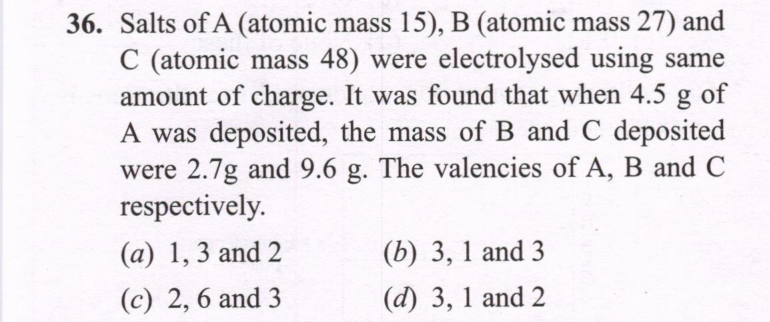 36. Salts of A (atomic mass 15), B (atomic mass 27) and
C (atomic mass 48) were electrolysed using same
amount of charge. It was found that when 4.5 g of
A was deposited, the mass of B and C deposited
were 2.7g and 9.6 g. The valencies of A, B and C
respectively.
(a) 1, 3 and 2 (b) 3, 1 and 3
(c) 2, 6 and 3 (d) 3, 1 and 2